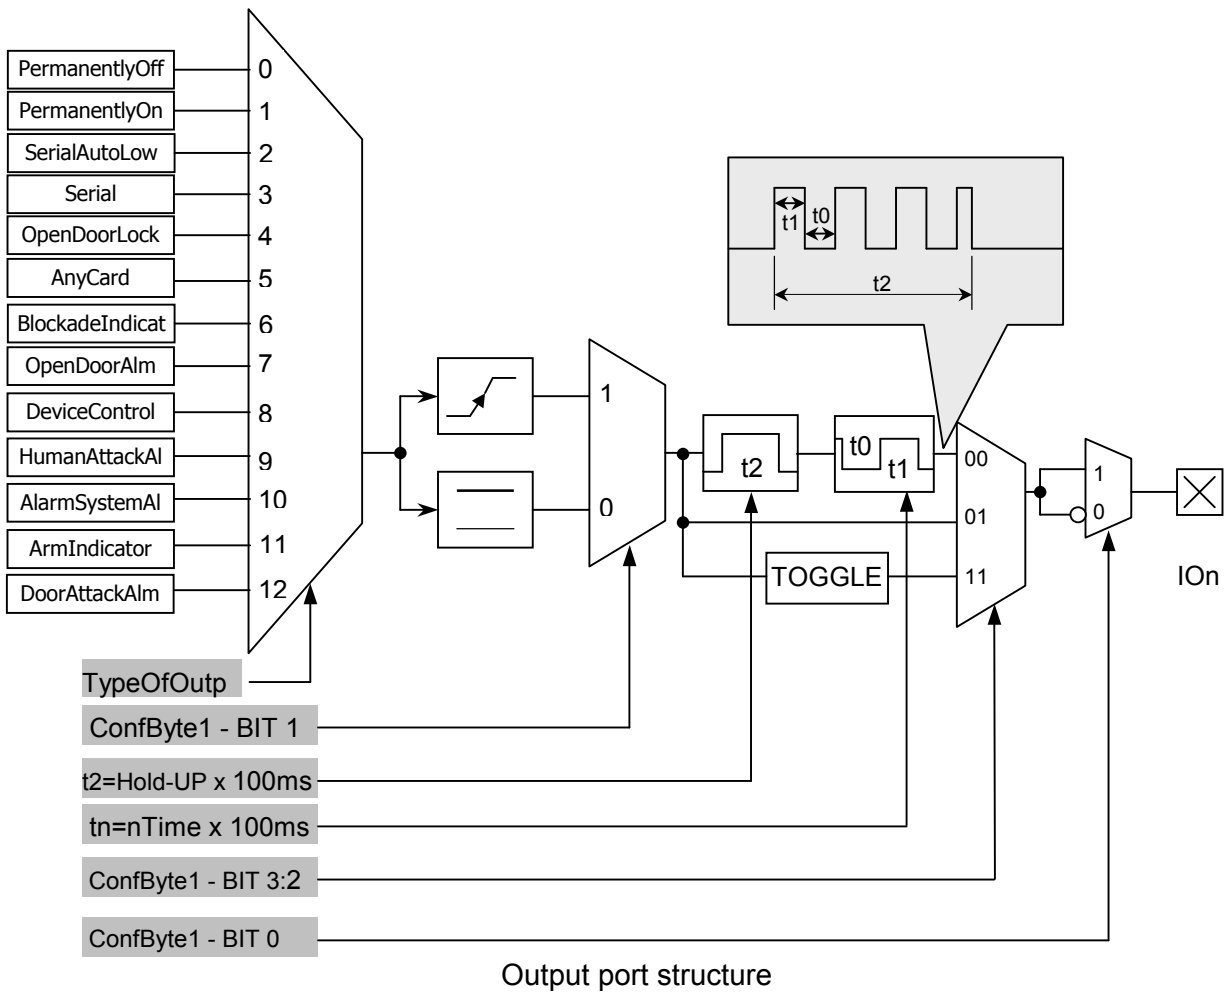 PermanentlyOff 0
PermanentlyOn 1
SerialAutoLow 2
Serial 3
OpenDoorLock 4
AnyCard 5
BlockadeIndicat 6
OpenDoorAlm 7
DeviceControl 8
HumanAttackAl 9
AlarmSystemAl 10
ArmIndicator 11
DoorAttackAlm 12
1
0
t1
t0
t2
t2
t0
t1
TOGGLE
00
01
11
1
0
IOn
TypeOfOutp
ConfByte1 - BIT 1
t2=Hold-UP x 100ms
tn=nTime x 100ms
ConfByte1 - BIT 3:2
ConfByte1 - BIT 0
Output port structure